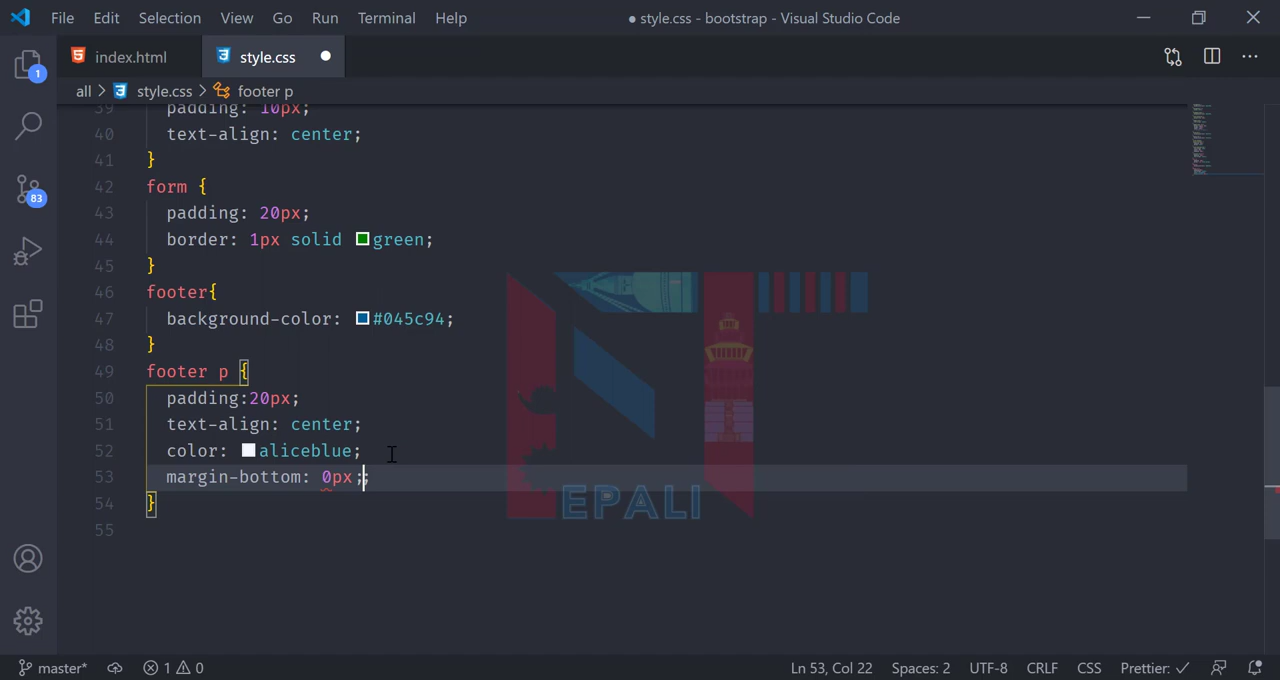 File Edit Selection View Go Run Terminal Help ● style.css - bootstrap - Visual Studio Code
index.html style.css
all > style.css > footer p
39 padding: 10px;
40 text-align: center;
41 }
42 form {
43 padding: 20px;
44 border: 1px solid green;
45 }
46 footer{
47 background-color: #045c94;
48 }
49 footer p {
50 padding:20px;
51 text-align: center;
52 color: aliceblue;
53 margin-bottom: 0px ;;
54 }
55
EPALI
1
83
master* 1 0 Ln 53, Col 22 Spaces: 2 UTF-8 CRLF CSS Prettier: ✓